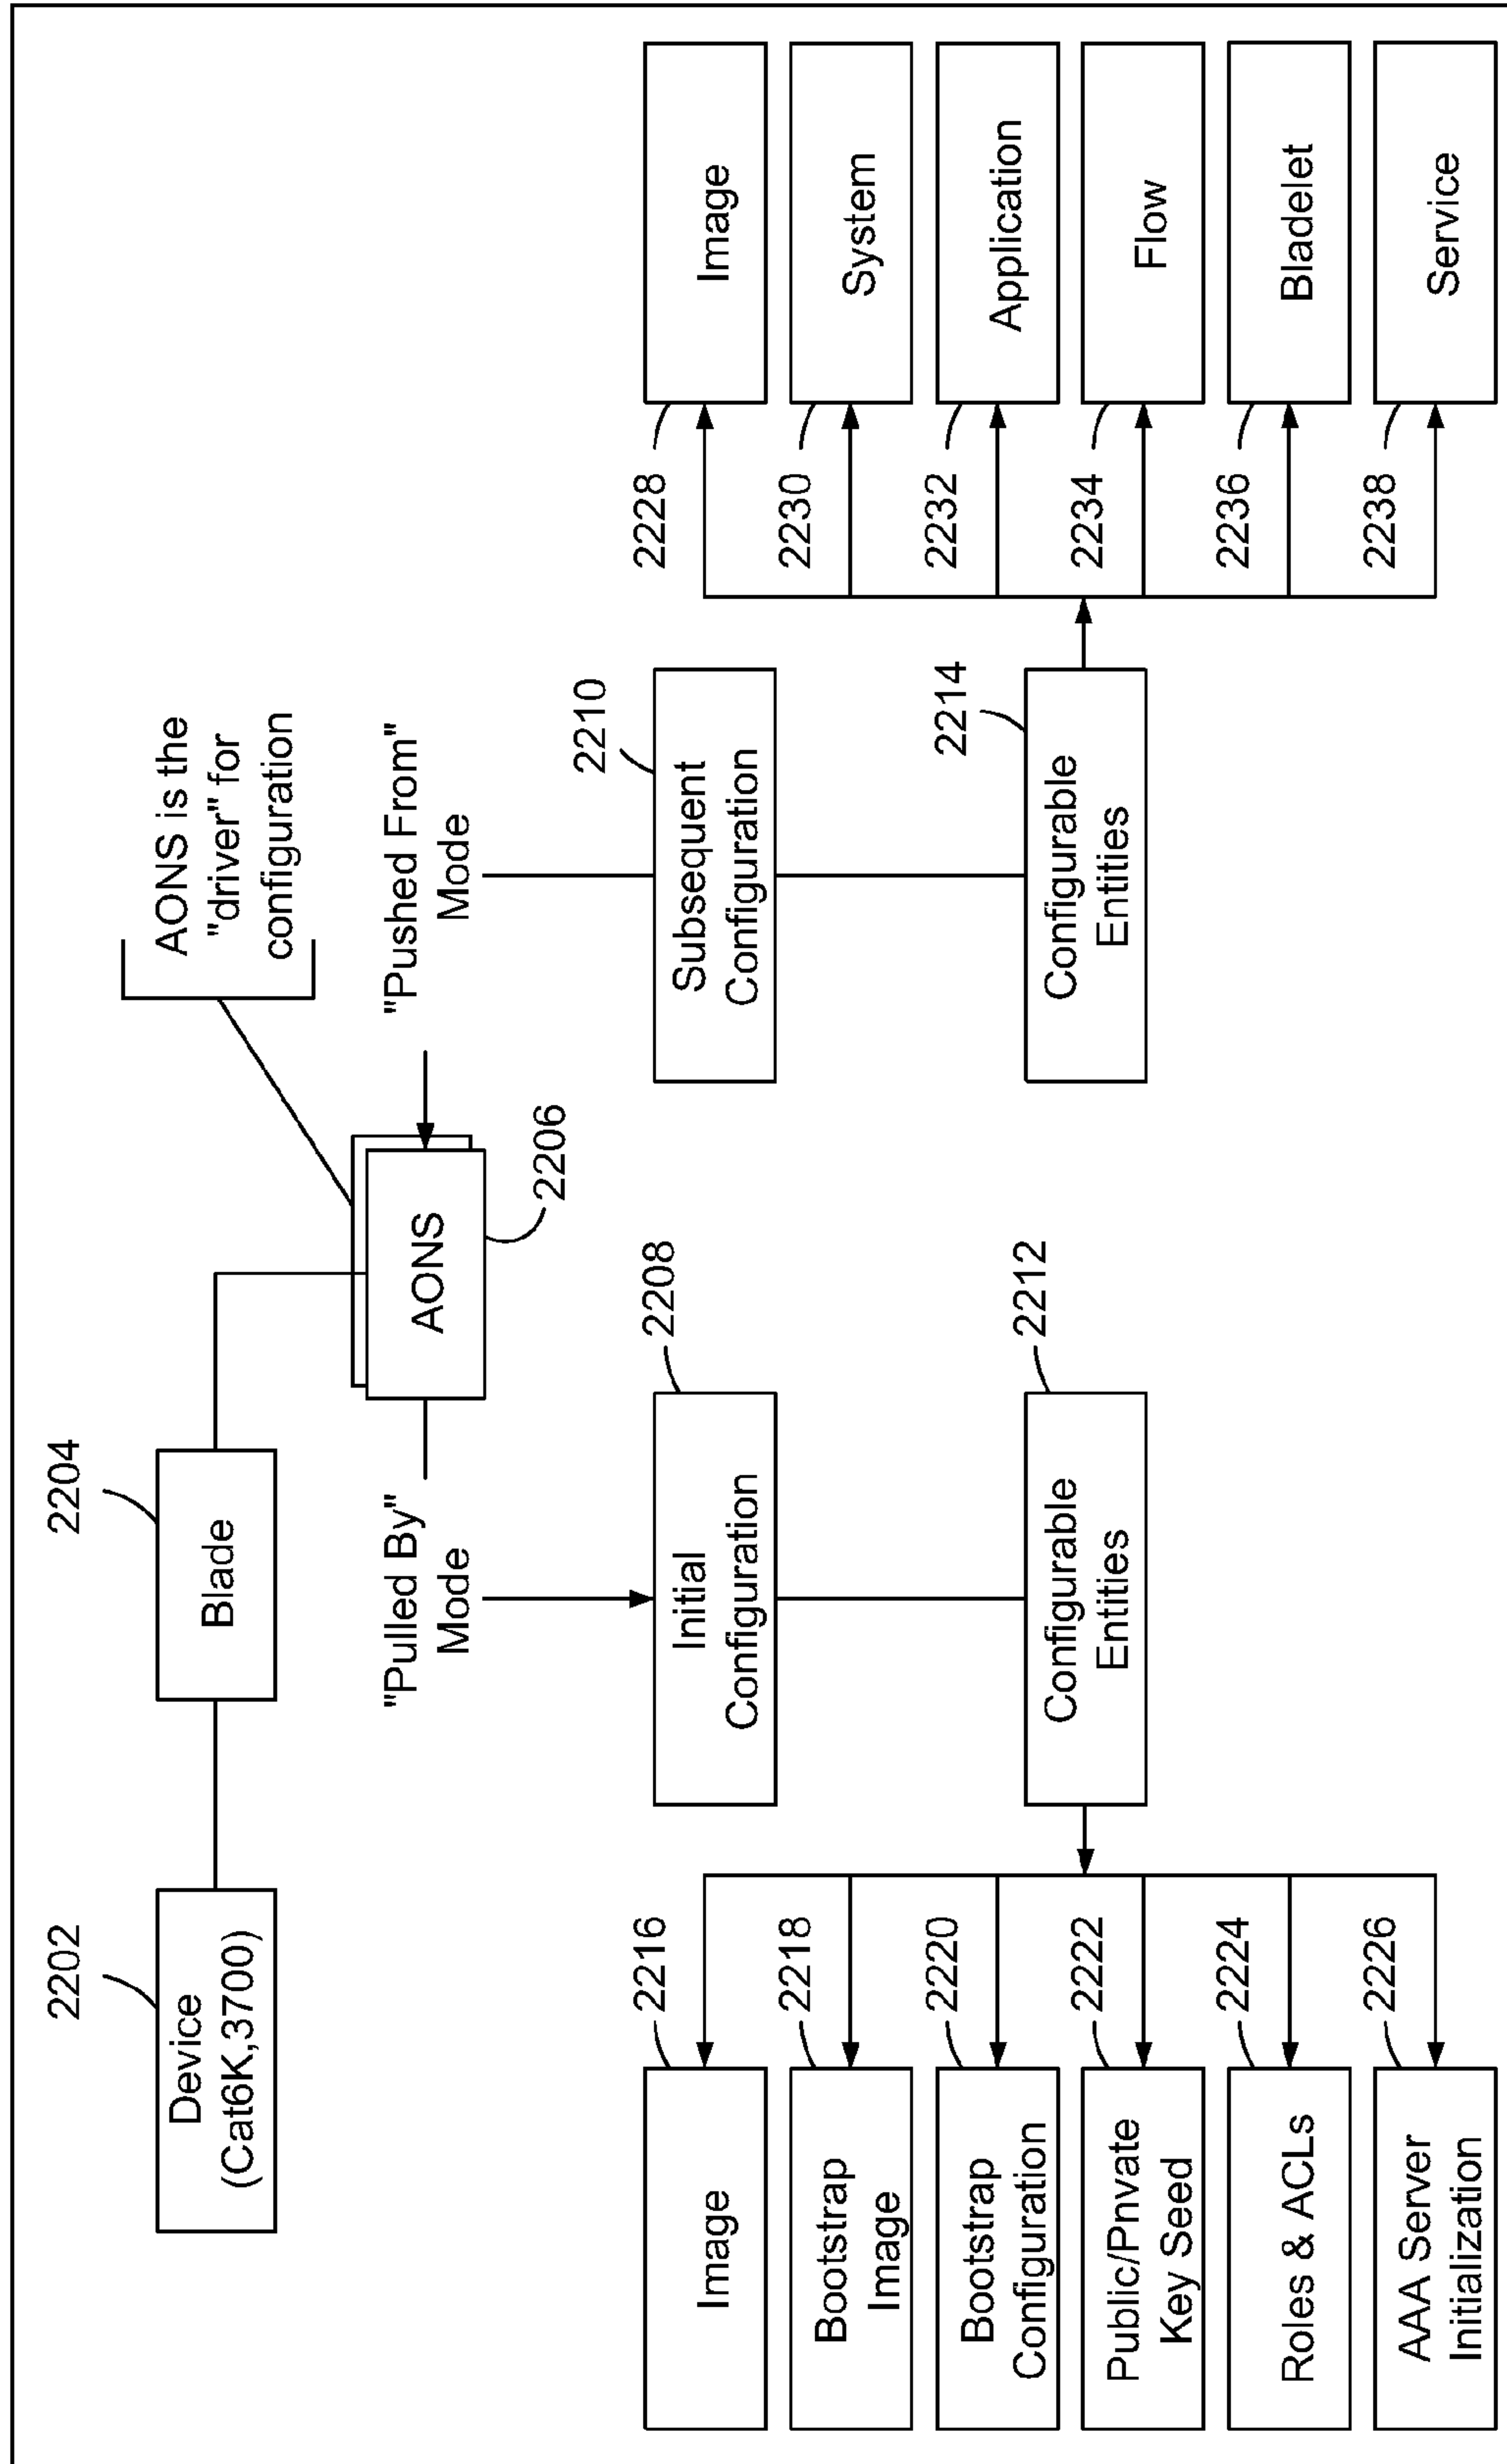 2202
Device
(Cat6K,3700)
2204
Blade
AONS is the
"driver" for
configuration
AONS
2206
"Pulled By"
Mode
"Pushed From"
Mode
2208
Initial
Configuration
2210
Subsequent
Configuration
2212
Configurable
Entities
2214
Configurable
Entities
2216
Image
2218
Bootstrap
Image
2220
Bootstrap
Configuration
2222
Public/Pnvate
Key Seed
2224
Roles & ACLs
2226
AAA Server
Initialization
2228
Image
2230
System
2232
Application
2234
Flow
2236
Bladelet
2238
Service